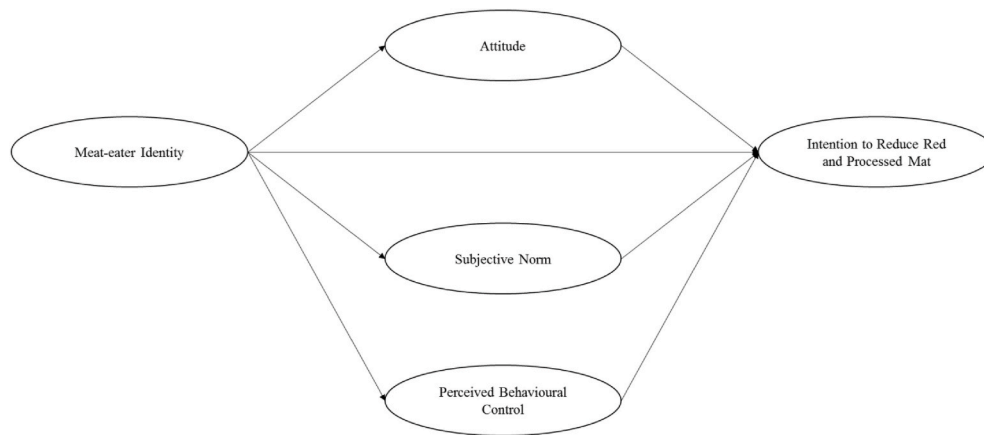 Attitude
Meat-eater Identity
Intention to Reduce Red
and Processed Mat
Subjective Norm
Perceived Behavioural
Control